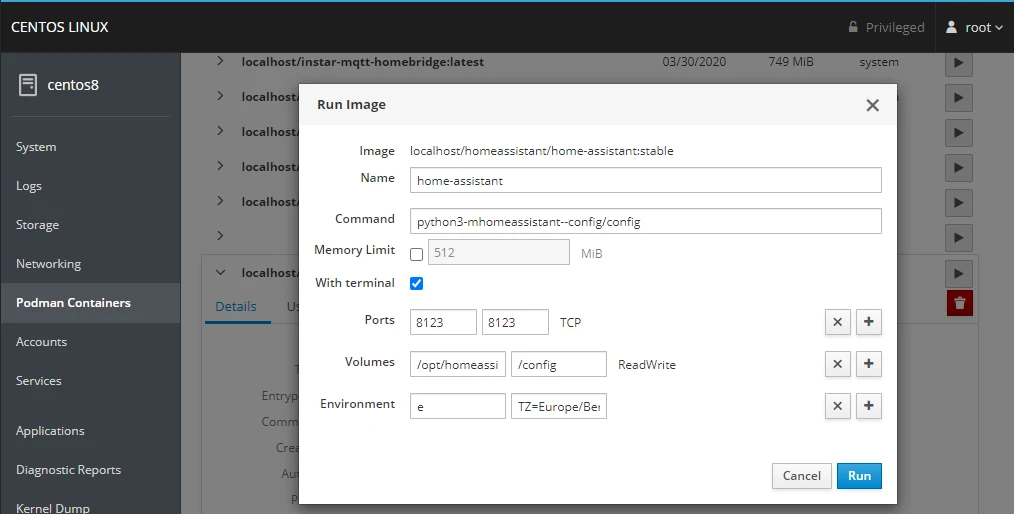 CENTOS LINUX
Privileged
root
centos8
System
Logs
Storage
Networking
Podman Containers
Accounts
Services
Applications
Diagnostic Reports
Kernel Dump
localhost/instar-mqtt-homebridge:latest 03/30/2020 749 MiB system
localhost/
localhost/
localhost/
localhost/
localhost/
Details Us
Entryp
Comm
Crea
Aut
P
Run Image
Image localhost/homeassistant/home-assistant:stable
Name home-assistant
Command python3-mhomeassistant--config/config
Memory Limit 512 MiB
With terminal
Ports 8123 8123 TCP
Volumes /opt/homeassi /config ReadWrite
Environment e TZ=Europe/Ber
Cancel Run